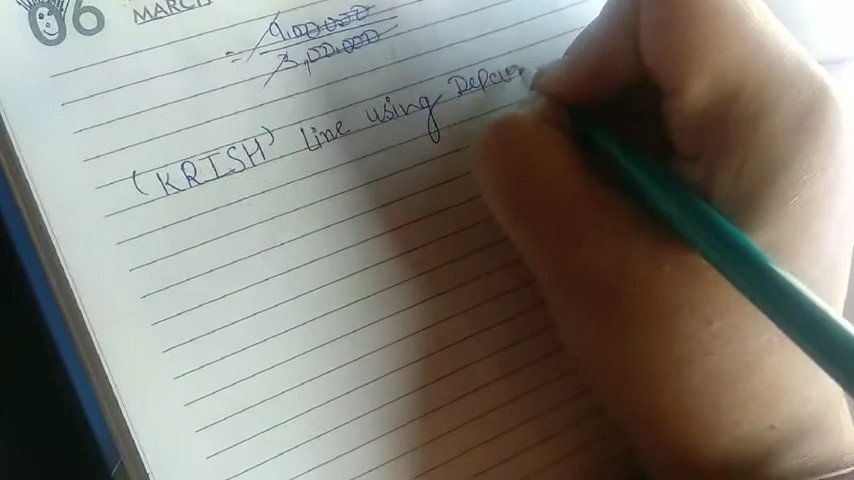 06
MARCH
= 9,00,000
3,00,000
(KRISH) Line using